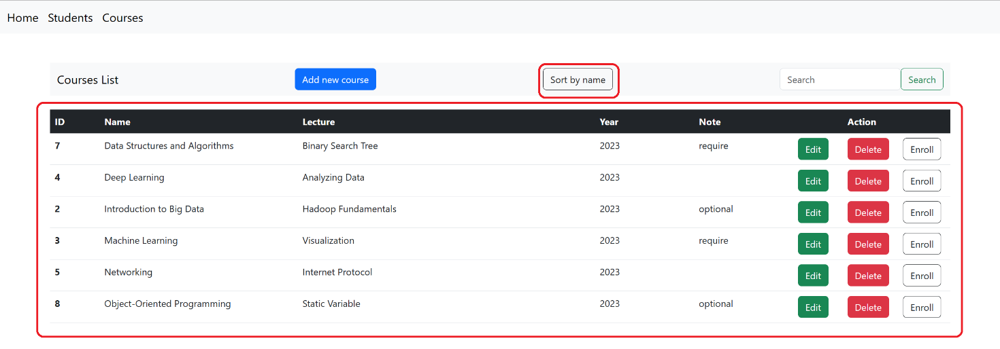 Home Students Courses
Courses List Add new course Sort by name Search Search
ID Name Lecture Year Note Action
7 Data Structures and Algorithms Binary Search Tree 2023 require Edit Delete Enroll
4 Deep Learning Analyzing Data 2023 Edit Delete Enroll
2 Introduction to Big Data Hadoop Fundamentals 2023 optional Edit Delete Enroll
3 Machine Learning Visualization 2023 require Edit Delete Enroll
5 Networking Internet Protocol 2023 Edit Delete Enroll
8 Object-Oriented Programming Static Variable 2023 optional Edit Delete Enroll